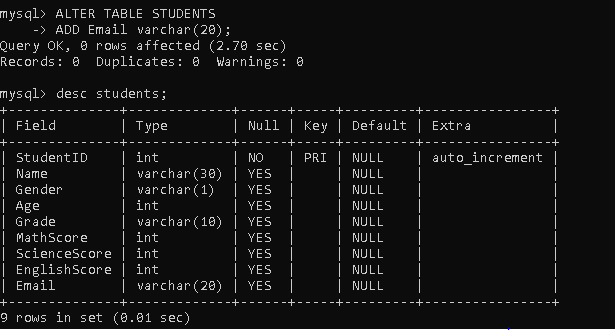 mysql> ALTER TABLE STUDENTS
    -> ADD Email varchar(20);
Query OK, 0 rows affected (2.70 sec)
Records: 0  Duplicates: 0  Warnings: 0

mysql> desc students;
+--------------+-------------+------+-----+---------+----------------+
| Field        | Type        | Null | Key | Default | Extra          |
+--------------+-------------+------+-----+---------+----------------+
| StudentID    | int         | NO   | PRI | NULL    | auto_increment |
| Name         | varchar(30) | YES  |     | NULL    |                |
| Gender       | varchar(1)  | YES  |     | NULL    |                |
| Age          | int         | YES  |     | NULL    |                |
| Grade        | varchar(10) | YES  |     | NULL    |                |
| MathScore    | int         | YES  |     | NULL    |                |
| ScienceScore | int         | YES  |     | NULL    |                |
| EnglishScore | int         | YES  |     | NULL    |                |
| Email        | varchar(20) | YES  |     | NULL    |                |
+--------------+-------------+------+-----+---------+----------------+
9 rows in set (0.01 sec)